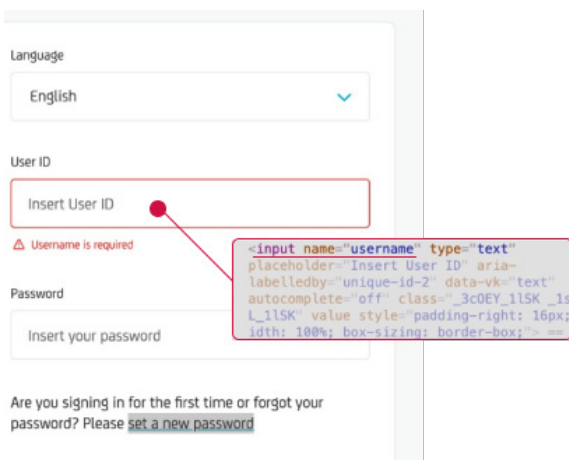 Language
English
User ID
Insert User ID
Username is required
<input name="username" type="text"
placeholder="Insert User ID" aria-
labelledby="unique-id-2" data-vk="text"
autocomplete="off" class="_3cOEY_1lSK _1s
L_1lSK" value style="padding-right: 16px;
idth: 100%; box-sizing: border-box;"> ==
Password
Insert your password
Are you signing in for the first time or forgot your
password? Please set a new password